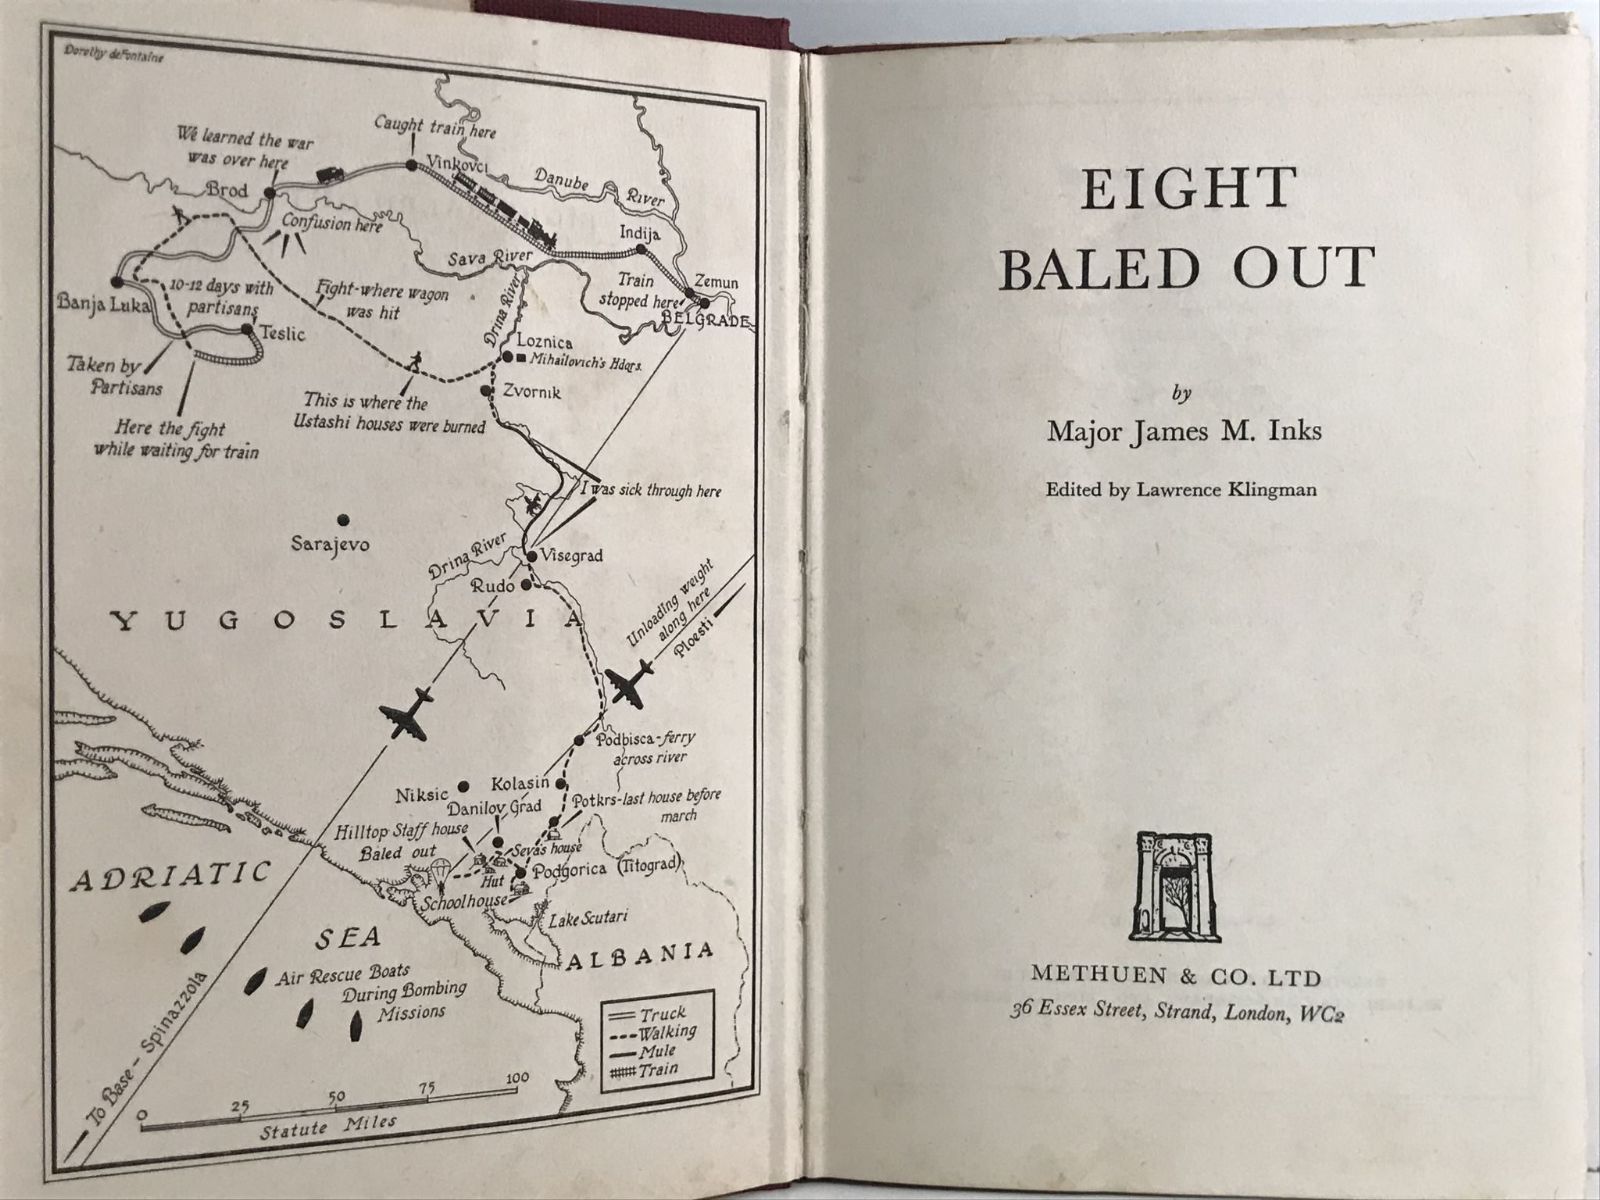 Dorothy deFontaine
We learned the war
was over here
Caught train here
Vinkovci
Brod
Danube
River
Confusion here
Indija
Sava River
Train
stopped here
Zemun
BELGRADE
10-12 days with
partisans
Fight-where wagon
was hit
Drina River
Banja Luka
Teslic
Loznica
Mihailovich's Hdqrs.
Taken by
Partisans
Zvornik
This is where the
Ustashi houses were burned
Here the fight
while waiting for train
I was sick through here
Sarajevo
Drina River
Visegrad
Rudo
Unloading weight
along here
Ploesti
YUGOSLAVIA
Podbisca-ferry
across river
Niksic
Kolasin
Danilov Grad
Potkrs-last house before
march
Hilltop Staff house
Baled out
Seva's house
Podgorica (Titograd)
Hut
Schoolhouse
Lake Scutari
ADRIATIC
SEA
ALBANIA
Air Rescue Boats
During Bombing
Missions
To Base - Spinazzola
Truck
Walking
Mule
Train
0 25 50 75 100
Statute Miles
EIGHT
BALED OUT
by
Major James M. Inks
Edited by Lawrence Klingman
METHUEN & CO. LTD
36 Essex Street, Strand, London, WC2